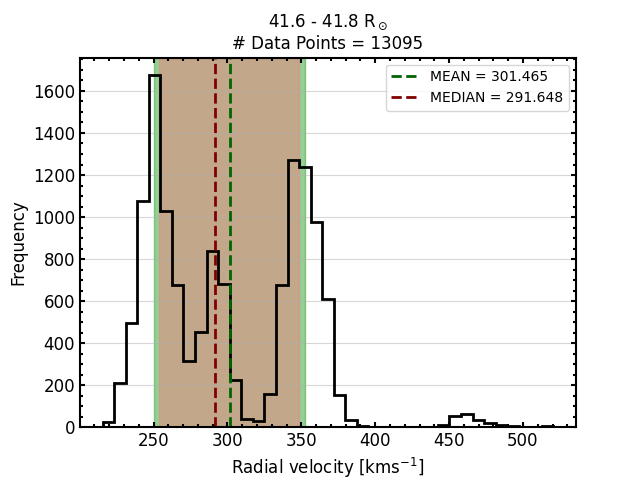 41.6 - 41.8 R⊙
# Data Points = 13095
MEAN = 301.465
MEDIAN = 291.648
Frequency
1600
1400
1200
1000
800
600
400
200
0
250 300 350 400 450 500
Radial velocity [kms⁻¹]